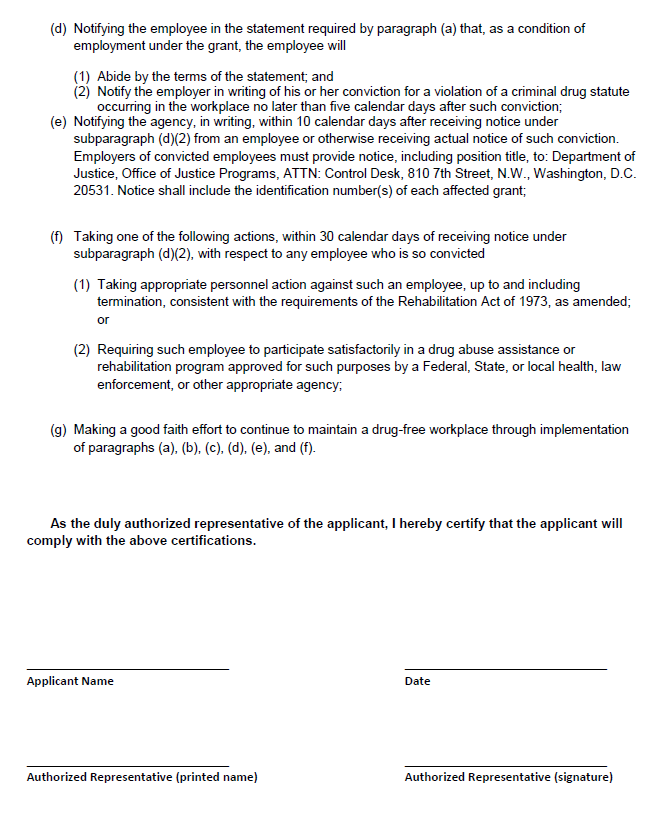 (d) Notifying the employee in the statement required by paragraph (a) that, as a condition of
employment under the grant, the employee will
(1) Abide by the terms of the statement; and
(2) Notify the employer in writing of his or her conviction for a violation of a criminal drug statute
occurring in the workplace no later than five calendar days after such conviction;
(e) Notifying the agency, in writing, within 10 calendar days after receiving notice under
subparagraph (d)(2) from an employee or otherwise receiving actual notice of such conviction.
Employers of convicted employees must provide notice, including position title, to: Department of
Justice, Office of Justice Programs, ATTN: Control Desk, 810 7th Street, N.W., Washington, D.C.
20531. Notice shall include the identification number(s) of each affected grant;
(f) Taking one of the following actions, within 30 calendar days of receiving notice under
subparagraph (d)(2), with respect to any employee who is so convicted
(1) Taking appropriate personnel action against such an employee, up to and including
termination, consistent with the requirements of the Rehabilitation Act of 1973, as amended;
or
(2) Requiring such employee to participate satisfactorily in a drug abuse assistance or
rehabilitation program approved for such purposes by a Federal, State, or local health, law
enforcement, or other appropriate agency;
(g) Making a good faith effort to continue to maintain a drug-free workplace through implementation
of paragraphs (a), (b), (c), (d), (e), and (f).
As the duly authorized representative of the applicant, I hereby certify that the applicant will
comply with the above certifications.
Applicant Name
Date
Authorized Representative (printed name)
Authorized Representative (signature)